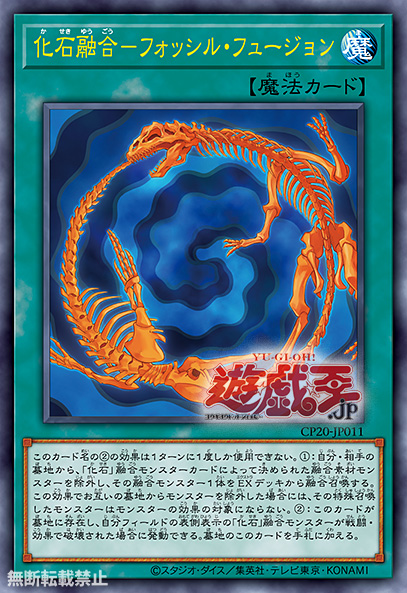 か せき ゆう ごう
化石融合-フォッシル・フュージョン
魔
まほう
【魔法カード】
YU-GI-OH!
遊戯王.jp
CP20-JP011
このカード名の②の効果は1ターンに1度しか使用できない。①：自分・相手の
墓地から、「化石」融合モンスターカードによって決められた融合素材モン
スターを除外し、その融合モンスター1体をEXデッキから融合召喚する。
この効果でお互いの墓地からモンスターを除外した場合には、その特殊召喚
したモンスターはモンスターの効果の対象にならない。②：このカードが
墓地に存在し、自分フィールドの表側表示の「化石」融合モンスターが戦闘・
効果で破壊された場合に発動できる。墓地のこのカードを手札に加える。
無断転載禁止
©スタジオ・ダイス／集英社・テレビ東京・KONAMI